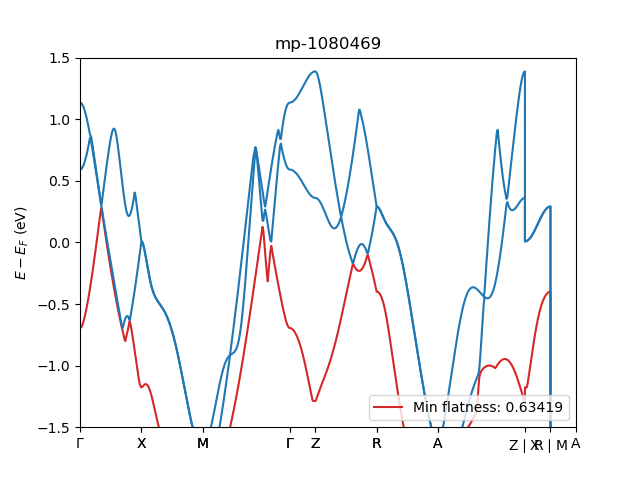 mp-1080469
E − E_F (eV)
1.5
1.0
0.5
0.0
−0.5
−1.0
−1.5
Min flatness: 0.63419
Γ X M Γ Z R A Z | X R | M A